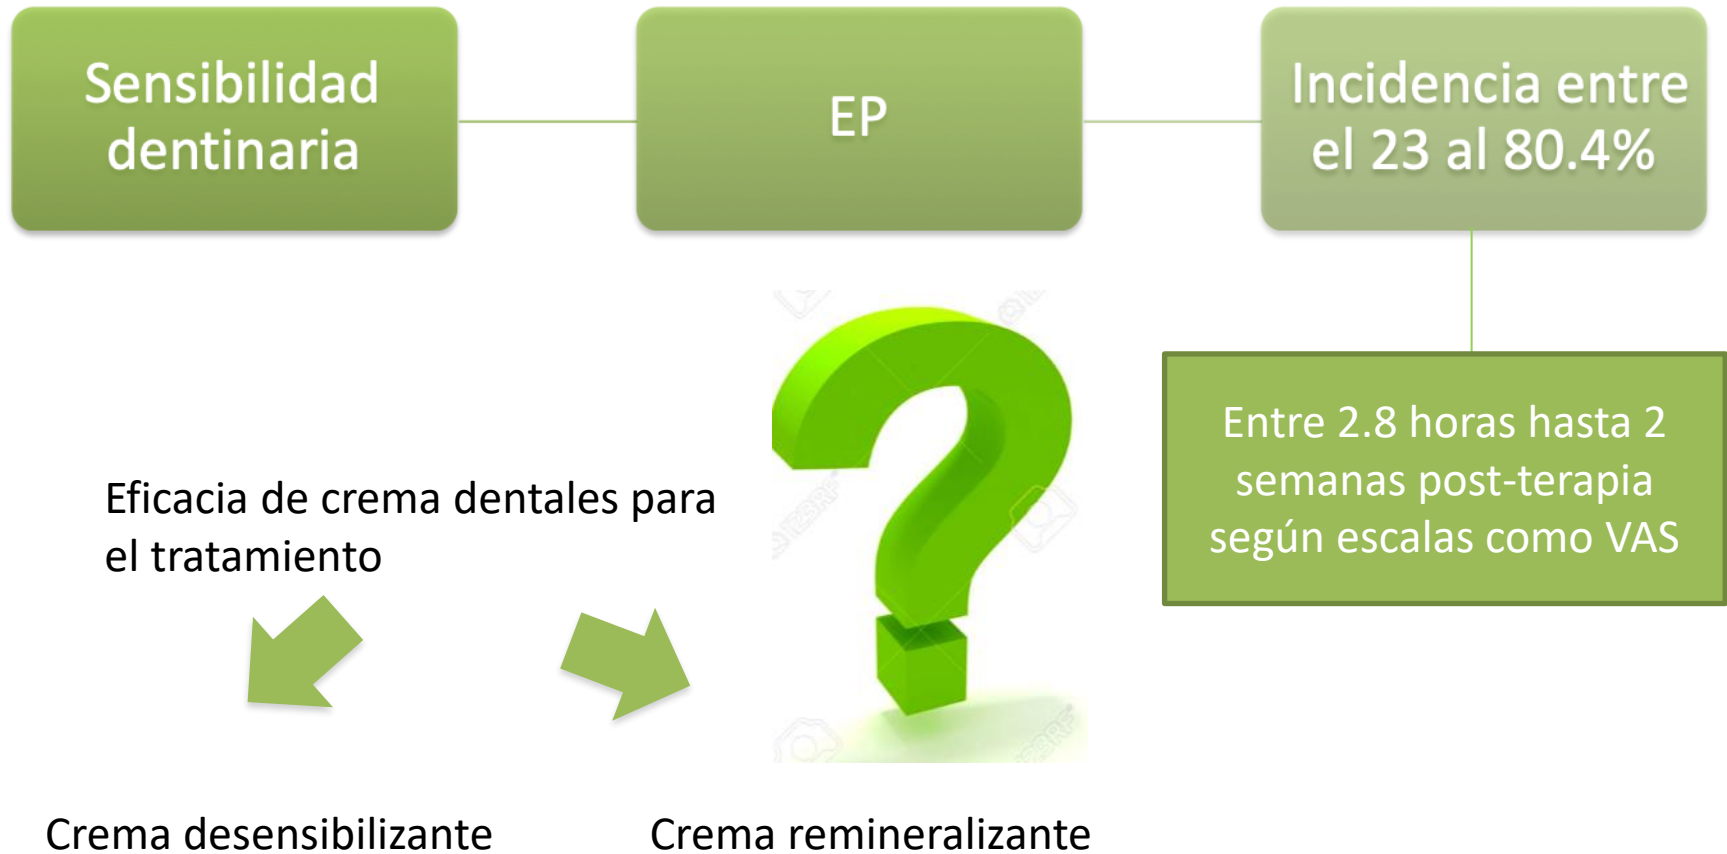 Sensibilidad
dentinaria
EP
Incidencia entre
el 23 al 80.4%
Entre 2.8 horas hasta 2
semanas post-terapia
según escalas como VAS
Eficacia de crema dentales para
el tratamiento
Crema desensibilizante
Crema remineralizante